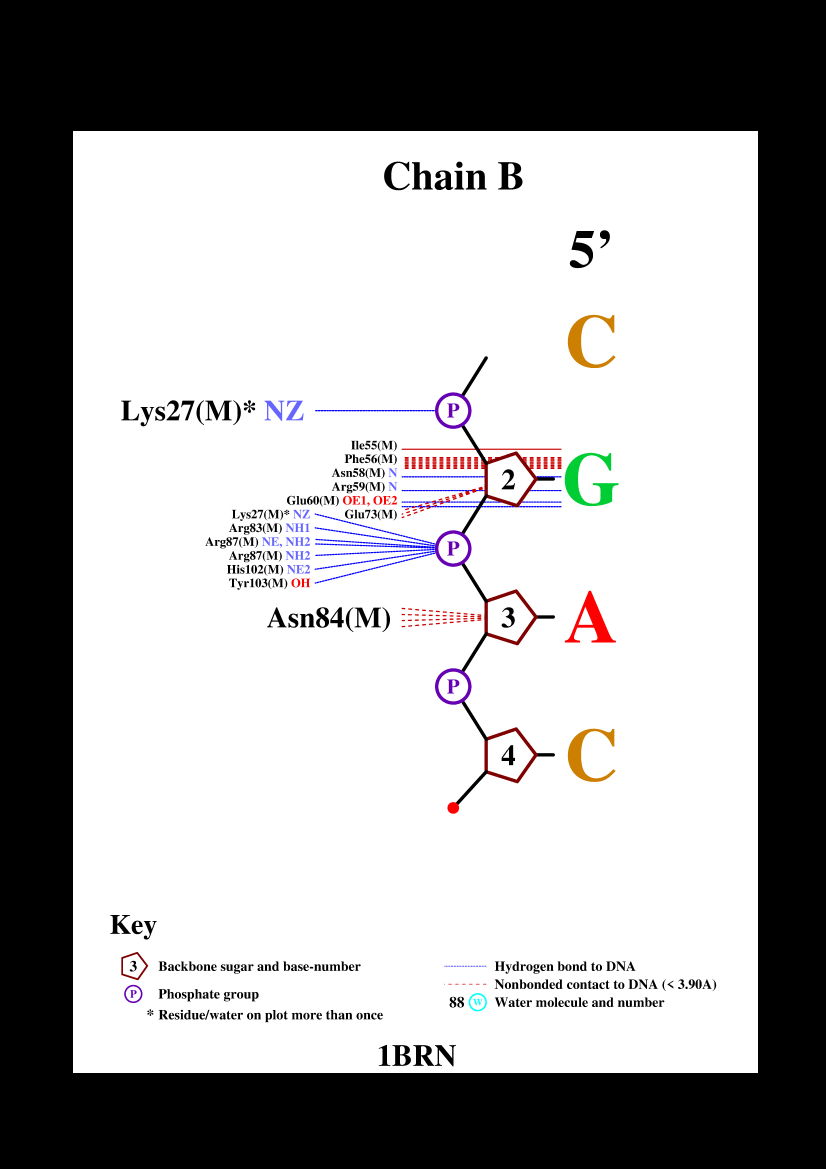 Chain B
5’
C
Lys27(M)* NZ
P
Ile55(M)
Phe56(M)
Asn58(M) N
Arg59(M) N
Glu60(M) OE1, OE2
Glu73(M)
2
G
Lys27(M)* NZ
Arg83(M) NH1
Arg87(M) NE, NH2
Arg87(M) NH2
His102(M) NE2
Tyr103(M) OH
P
Asn84(M)
3
A
P
4
C
Key
3 Backbone sugar and base-number
P Phosphate group
* Residue/water on plot more than once
Hydrogen bond to DNA
Nonbonded contact to DNA (< 3.90A)
88 W Water molecule and number
1BRN